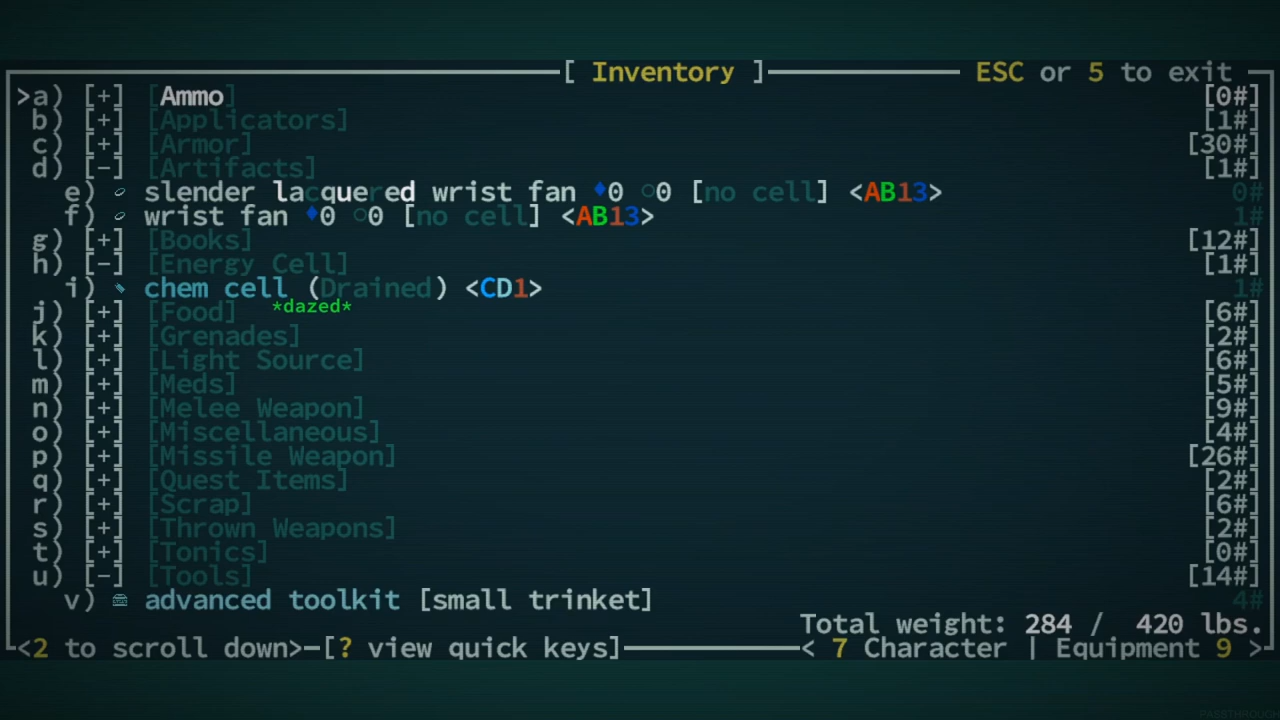 [ Inventory ] ESC or 5 to exit
>a) [+] [Ammo] [0#]
b) [+] [Applicators] [1#]
c) [+] [Armor] [30#]
d) [-] [Artifacts] [1#]
e) slender lacquered wrist fan ♦0 ○0 [no cell] <AB13> 0#
f) wrist fan ♦0 ○0 [no cell] <AB13> 1#
g) [+] [Books] [12#]
h) [-] [Energy Cell] [1#]
i) chem cell (Drained) <CD1> 1#
*dazed*
j) [+] [Food] [6#]
k) [+] [Grenades] [2#]
l) [+] [Light Source] [6#]
m) [+] [Meds] [5#]
n) [+] [Melee Weapon] [9#]
o) [+] [Miscellaneous] [4#]
p) [+] [Missile Weapon] [26#]
q) [+] [Quest Items] [2#]
r) [+] [Scrap] [6#]
s) [+] [Thrown Weapons] [2#]
t) [+] [Tonics] [0#]
u) [-] [Tools] [14#]
v) advanced toolkit [small trinket] 4#
Total weight: 284 / 420 lbs.
<2 to scroll down> [? view quick keys] < 7 Character | Equipment 9 >
PASSTHROUGH